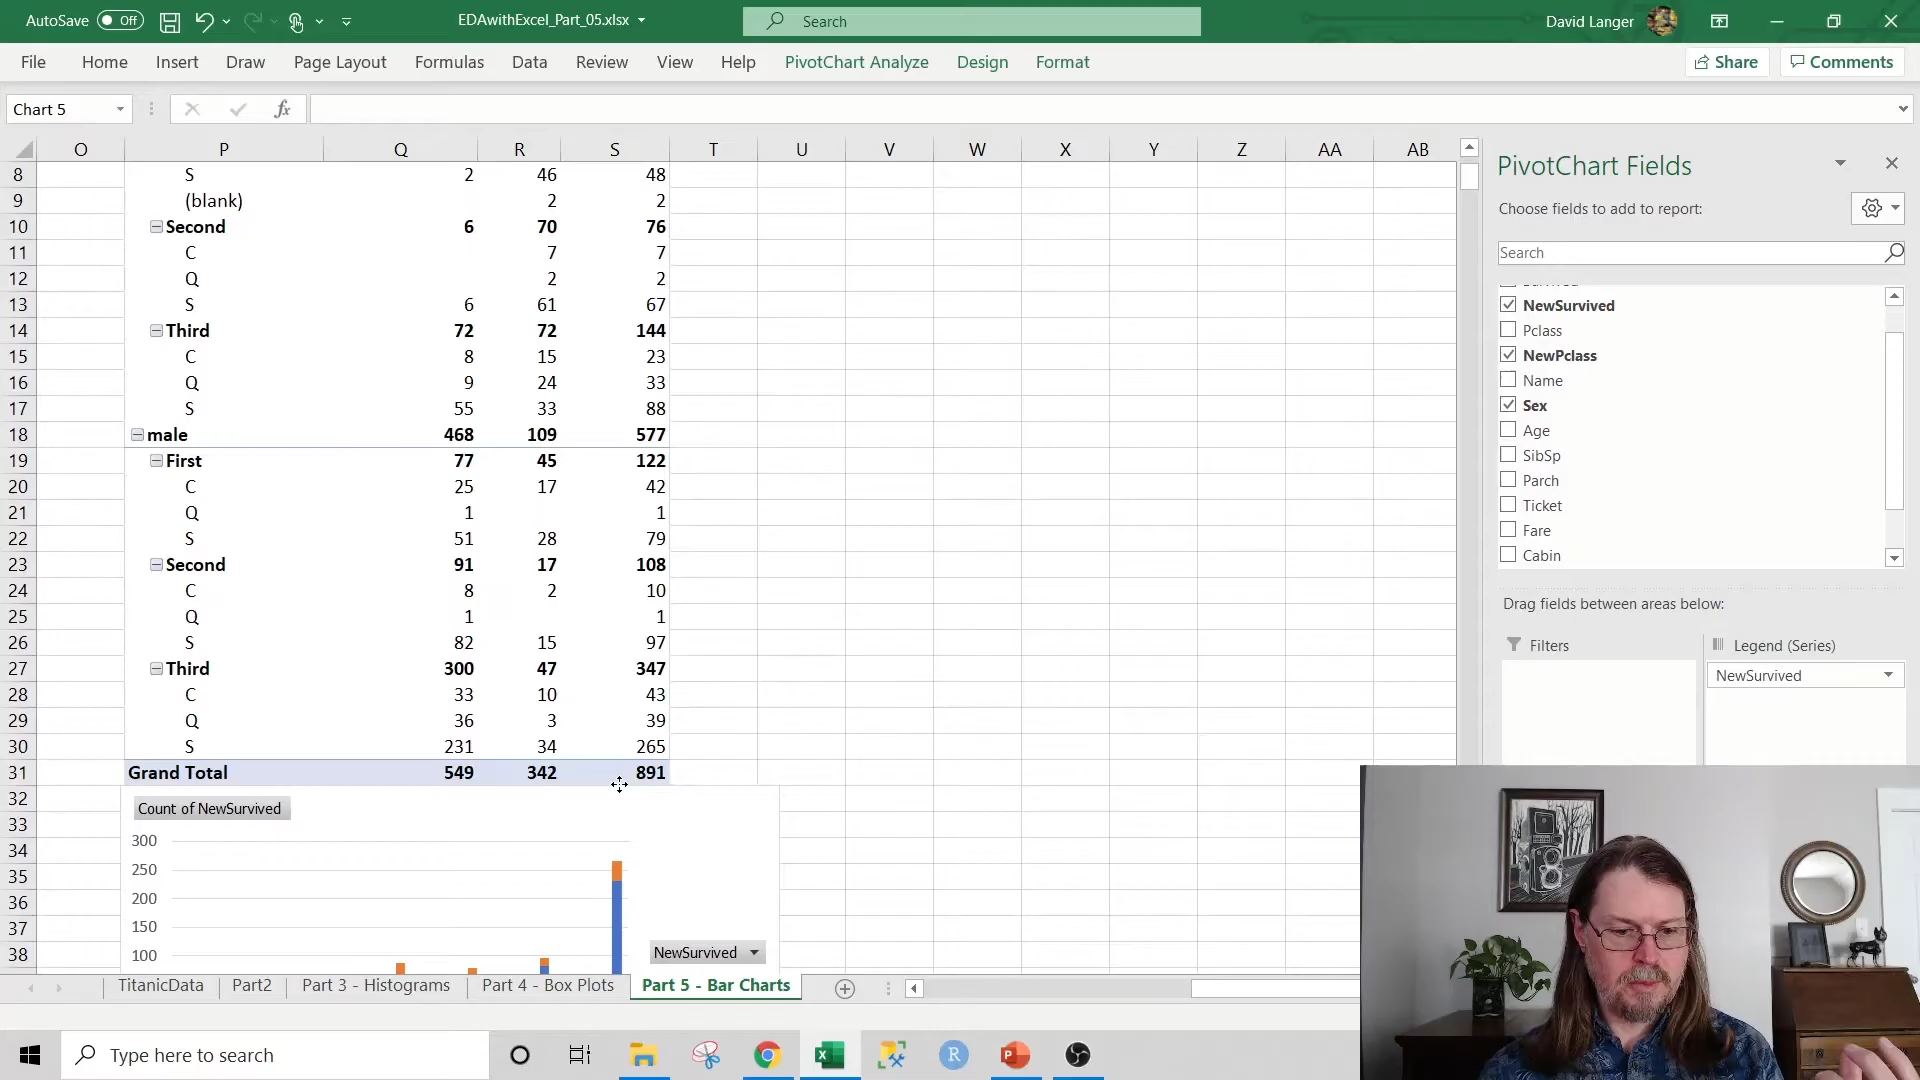 AutoSave Off
EDAwithExcel_Part_05.xlsx
Search
David Langer
File Home Insert Draw Page Layout Formulas Data Review View Help PivotChart Analyze Design Format Share Comments
Chart 5 fx
O P Q R S T U V W X Y Z AA AB
8 S 2 46 48
9 (blank) 2 2
10 Second 6 70 76
11 C 7 7
12 Q 2 2
13 S 6 61 67
14 Third 72 72 144
15 C 8 15 23
16 Q 9 24 33
17 S 55 33 88
18 male 468 109 577
19 First 77 45 122
20 C 25 17 42
21 Q 1 1
22 S 51 28 79
23 Second 91 17 108
24 C 8 2 10
25 Q 1 1
26 S 82 15 97
27 Third 300 47 347
28 C 33 10 43
29 Q 36 3 39
30 S 231 34 265
31 Grand Total 549 342 891
32
33
34
35
36
37
38
Count of NewSurvived
300
250
200
150
100
NewSurvived
PivotChart Fields
Choose fields to add to report:
Search
NewSurvived
Pclass
NewPclass
Name
Sex
Age
SibSp
Parch
Ticket
Fare
Cabin
Drag fields between areas below:
Filters
Legend (Series)
NewSurvived
TitanicData Part2 Part 3 - Histograms Part 4 - Box Plots Part 5 - Bar Charts
Type here to search
R
P